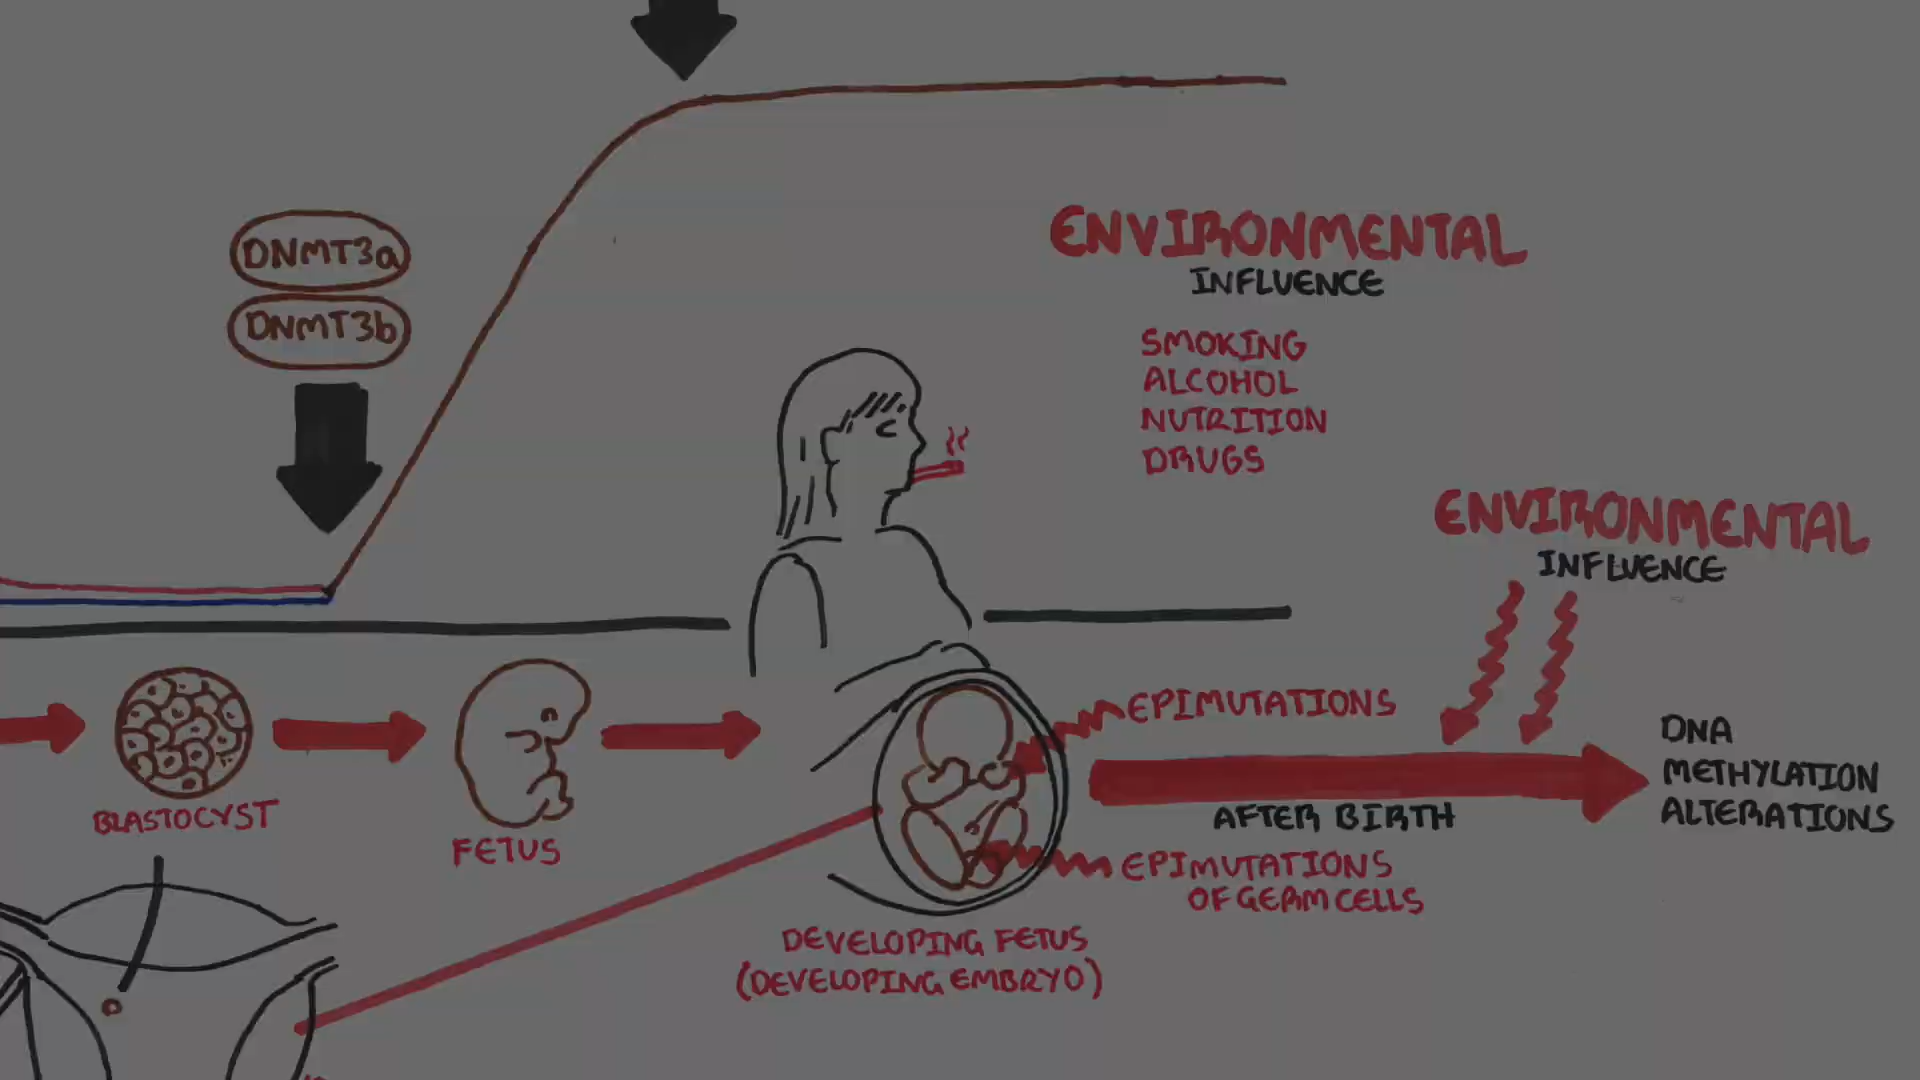 DNMT3a
DNMT3b
ENVIRONMENTAL
INFLUENCE
SMOKING
ALCOHOL
NUTRITION
DRUGS
ENVIRONMENTAL
INFLUENCE
EPIMUTATIONS
DNA
METHYLATION
ALTERATIONS
AFTER BIRTH
BLASTOCYST
FETUS
EPIMUTATIONS
OF GERM CELLS
DEVELOPING FETUS
(DEVELOPING EMBRYO)